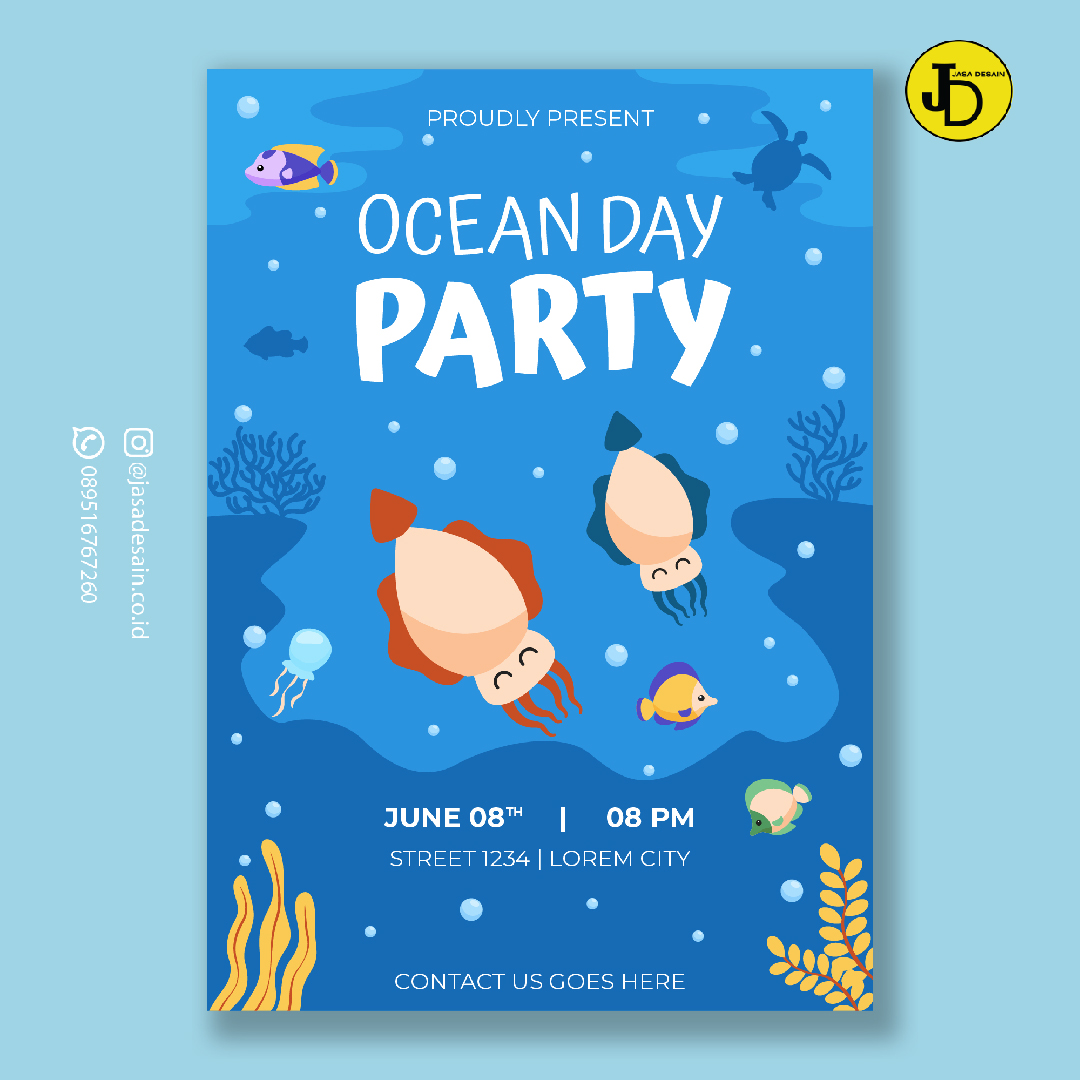 PROUDLY PRESENT
OCEAN DAY
PARTY
JUNE 08TH | 08 PM
STREET 1234 | LOREM CITY
CONTACT US GOES HERE
JD
JASA DESAIN
@jasadesain.co.id
089516767260